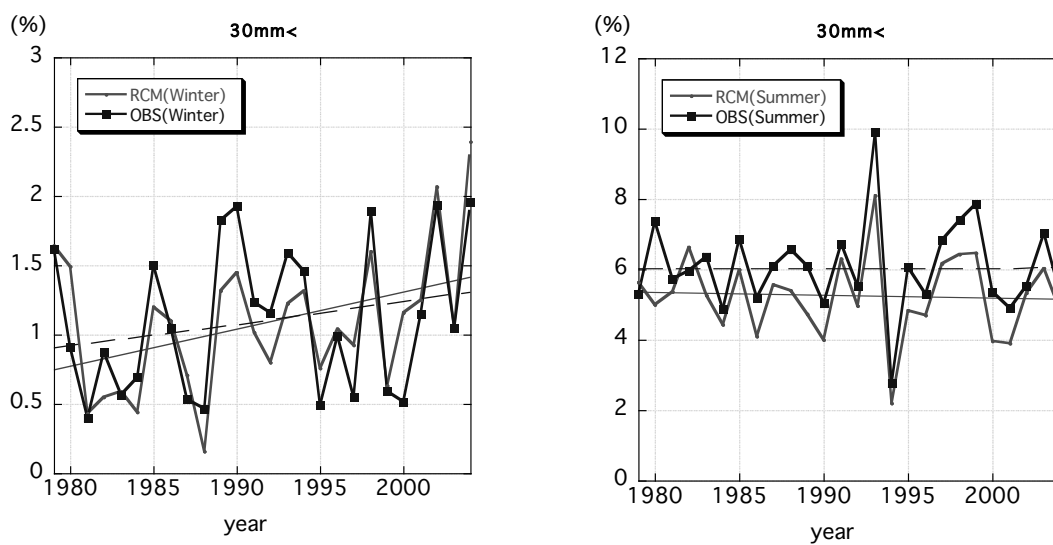 (%)
30mm<
3
2.5
2
1.5
1
0.5
0
RCM(Winter)
OBS(Winter)
1980 1985 1990 1995 2000
year
(%)
30mm<
12
10
8
6
4
2
0
RCM(Summer)
OBS(Summer)
1980 1985 1990 1995 2000
year